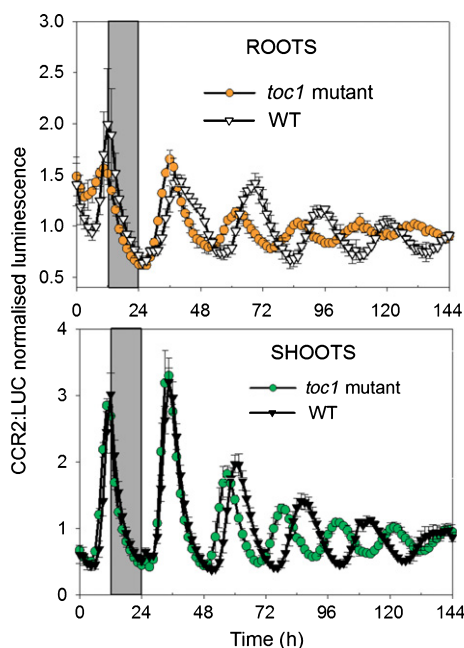 CCR2:LUC normalised luminescence
3.0
2.5
2.0
1.5
1.0
0.5
ROOTS
toc1 mutant
WT
0 24 48 72 96 120 144
4
3
2
1
0
SHOOTS
toc1 mutant
WT
0 24 48 72 96 120 144
Time (h)